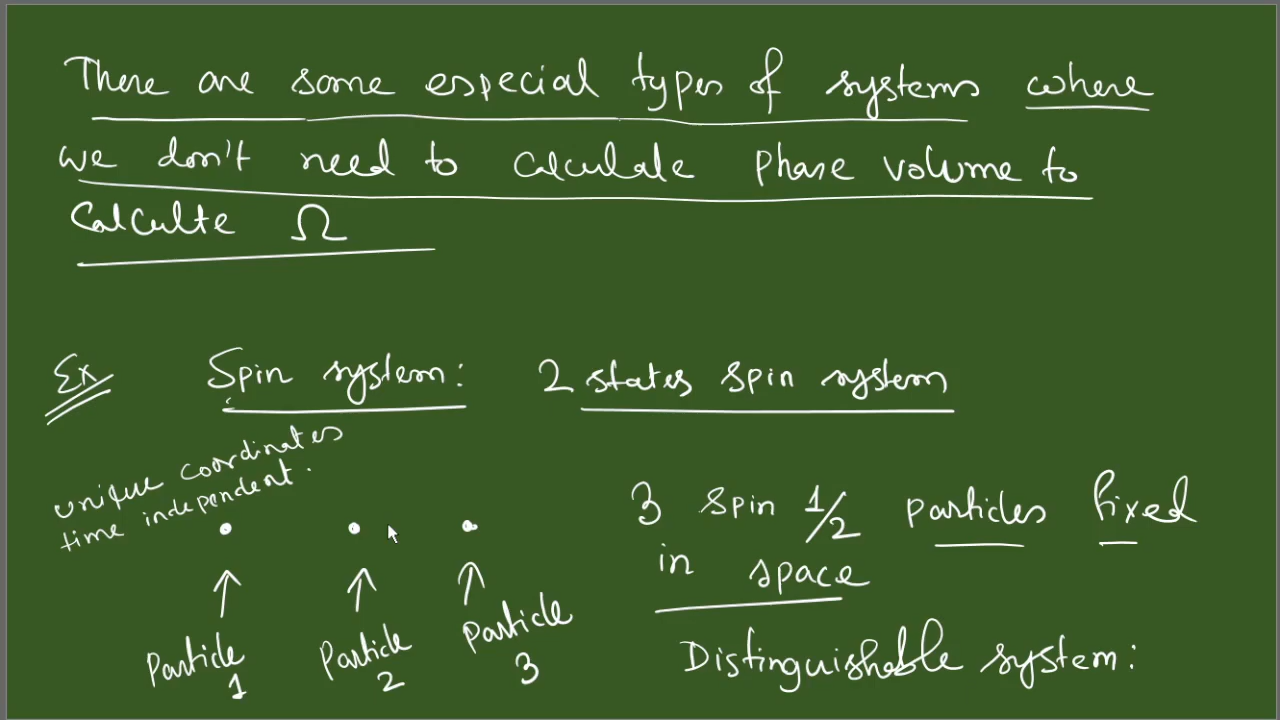 There are some especial types of systems where
we don't need to calculate phase volume to
Calculte Ω
Ex Spin system: 2 states spin system
unique coordinates
time independent.
3 spin 1/2 particles fixed
in space
Particle 1
Particle 2
Particle 3
Distinguishable system: